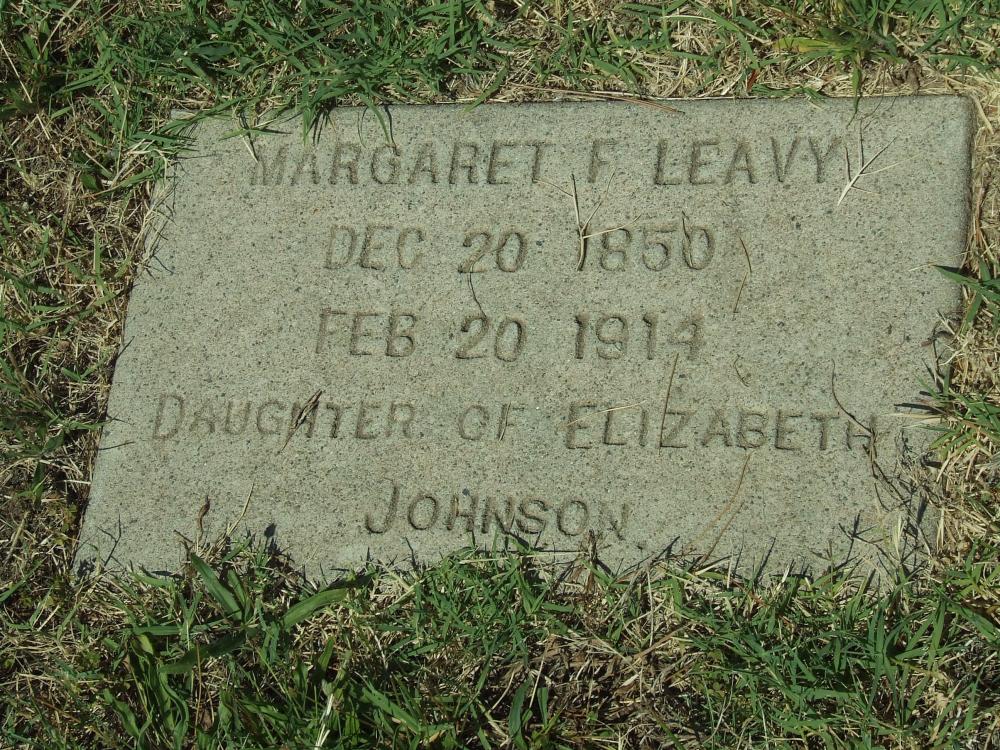 MARGARET F LEAVY
DEC 20 1850
FEB 20 1914
DAUGHTER OF ELIZABETH
JOHNSON